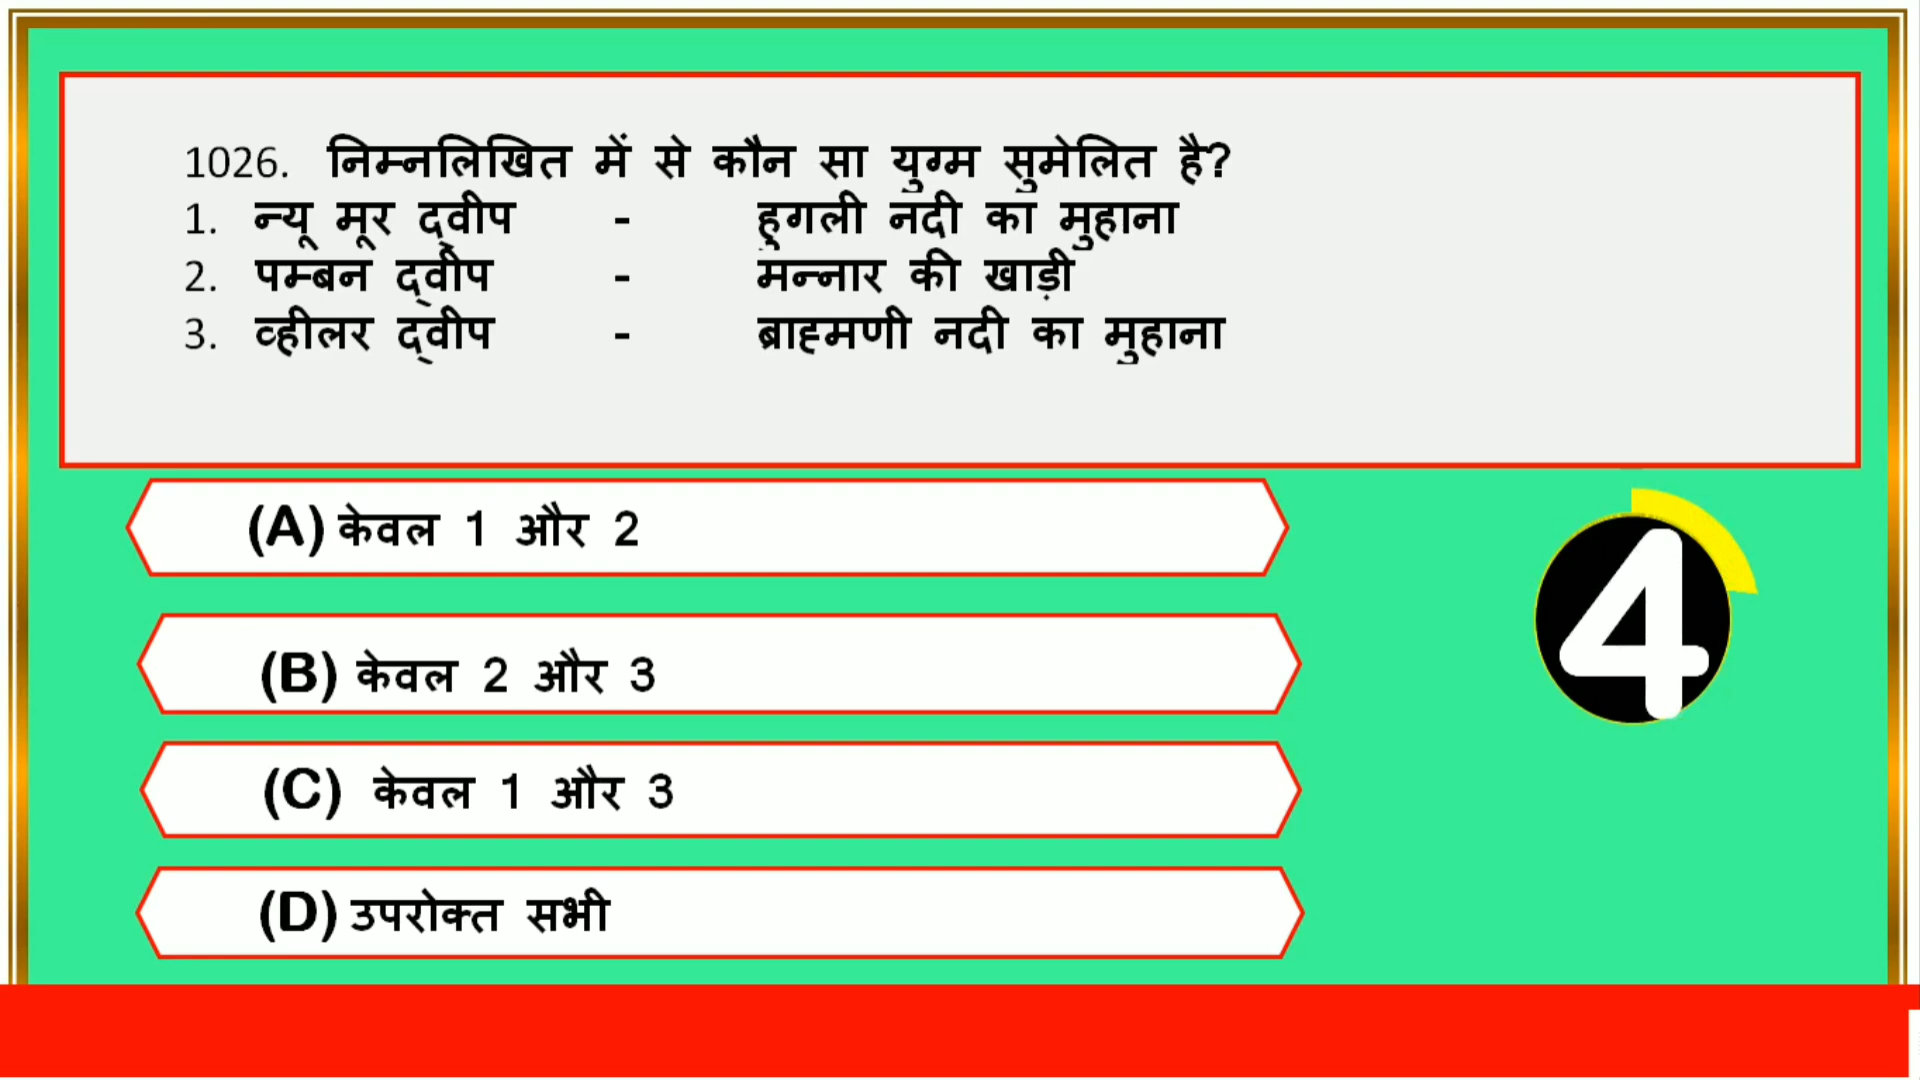 1026. निम्नलिखित में से कौन सा युग्म सुमेलित है?
1. न्यू मूर द्वीप - हुगली नदी का मुहाना
2. पम्बन द्वीप - मन्नार की खाड़ी
3. व्हीलर द्वीप - ब्राह्मणी नदी का मुहाना
(A) केवल 1 और 2
4
(B) केवल 2 और 3
(C) केवल 1 और 3
(D) उपरोक्त सभी